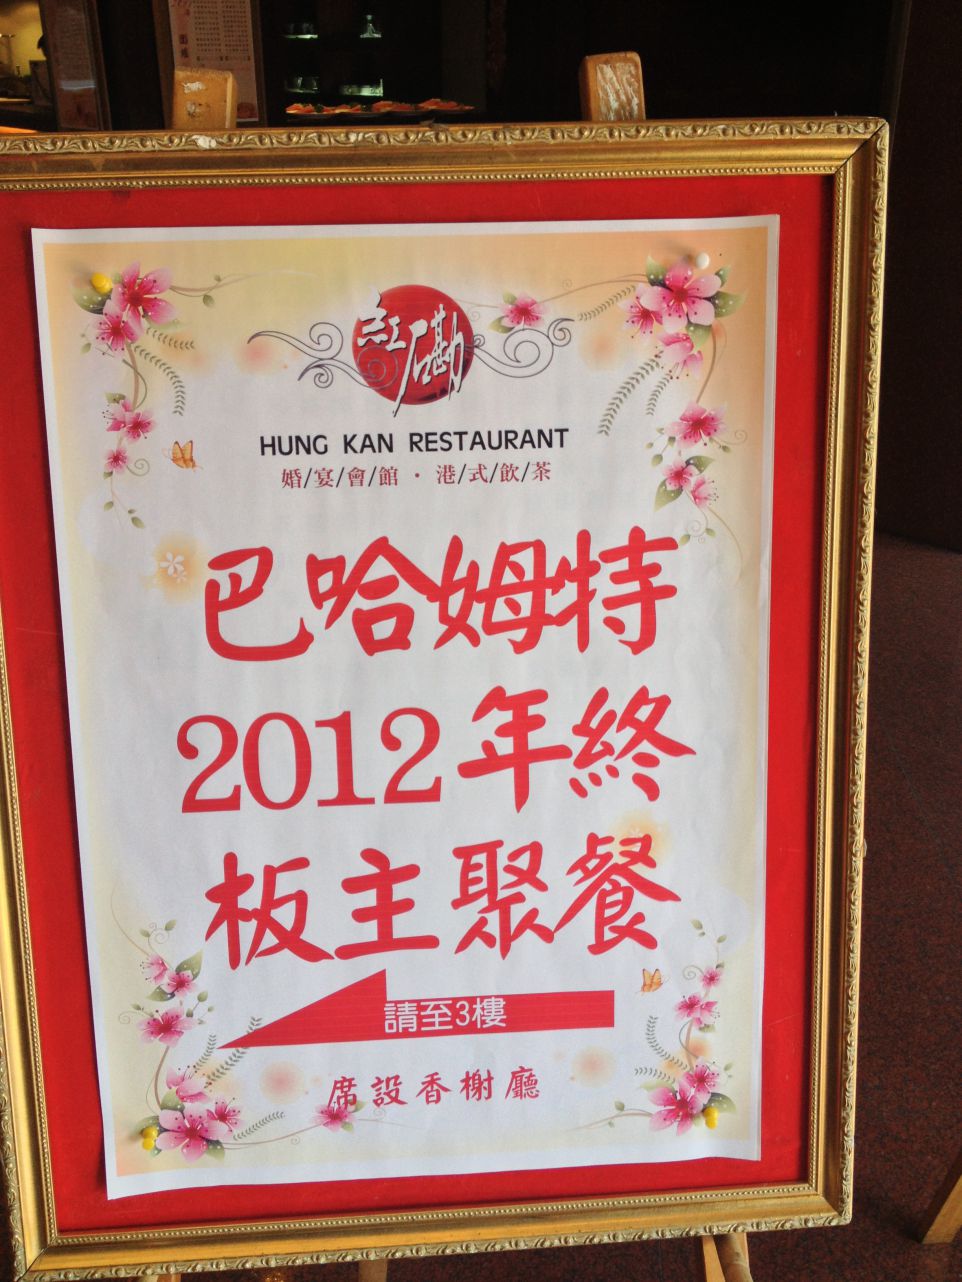 紅磡
HUNG KAN RESTAURANT
婚/宴/會/館 · 港/式/飲/茶
巴哈姆特
2012年終
板主聚餐
請至3樓
席設香榭廳